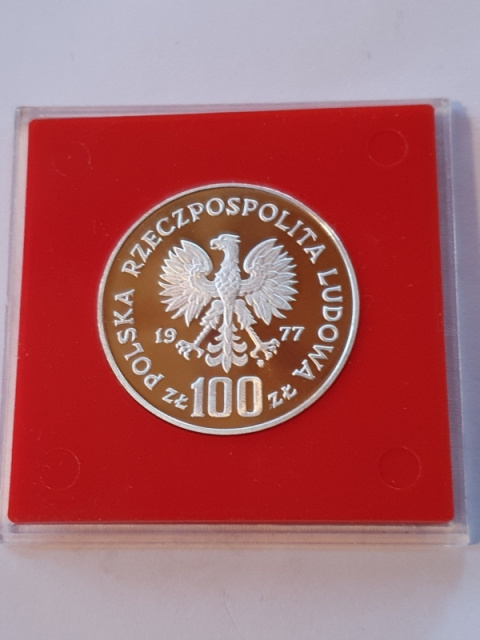 POLSKA RZECZPOSPOLITA LUDOWA
19 77
ZŁ 100 ZŁ